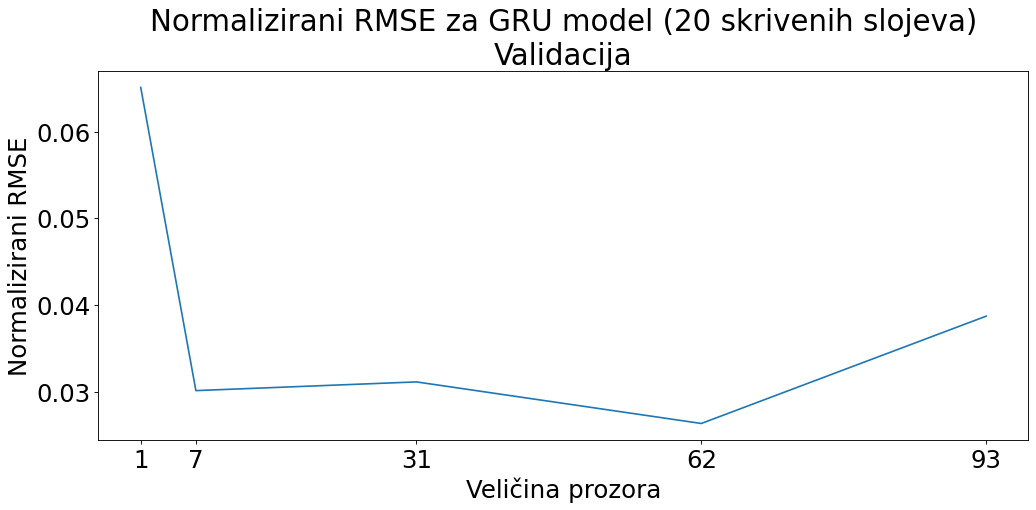 Normalizirani RMSE za GRU model (20 skrivenih slojeva)
Validacija
Normalizirani RMSE
0.06
0.05
0.04
0.03
1 7 31 62 93
Veličina prozora